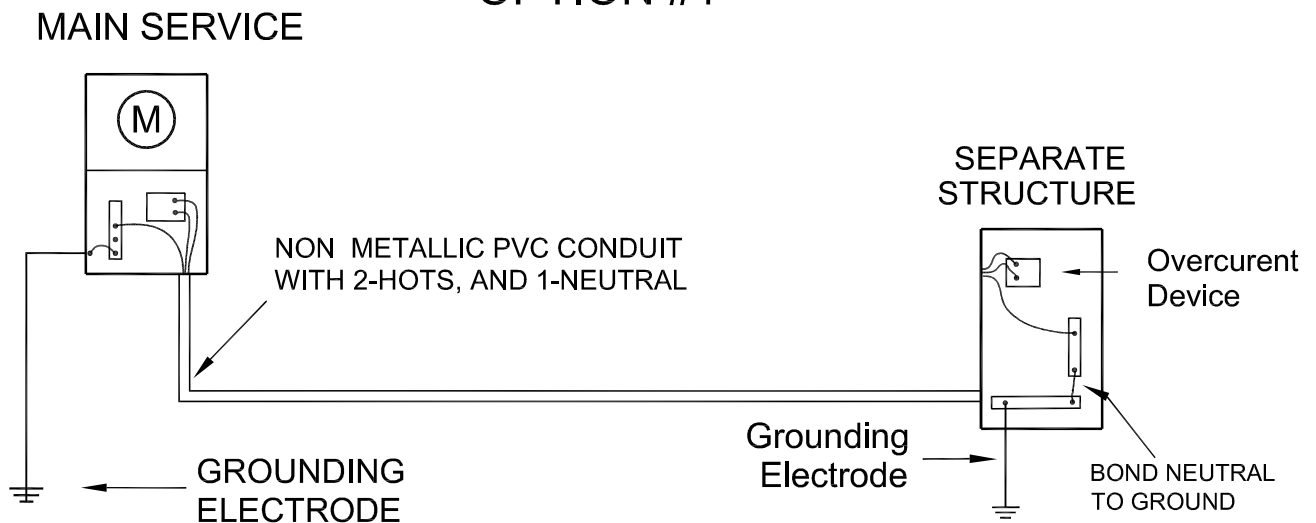 MAIN SERVICE
M
NON METALLIC PVC CONDUIT
WITH 2-HOTS, AND 1-NEUTRAL
SEPARATE
STRUCTURE
Overcurent
Device
GROUNDING
ELECTRODE
Grounding
Electrode
BOND NEUTRAL
TO GROUND